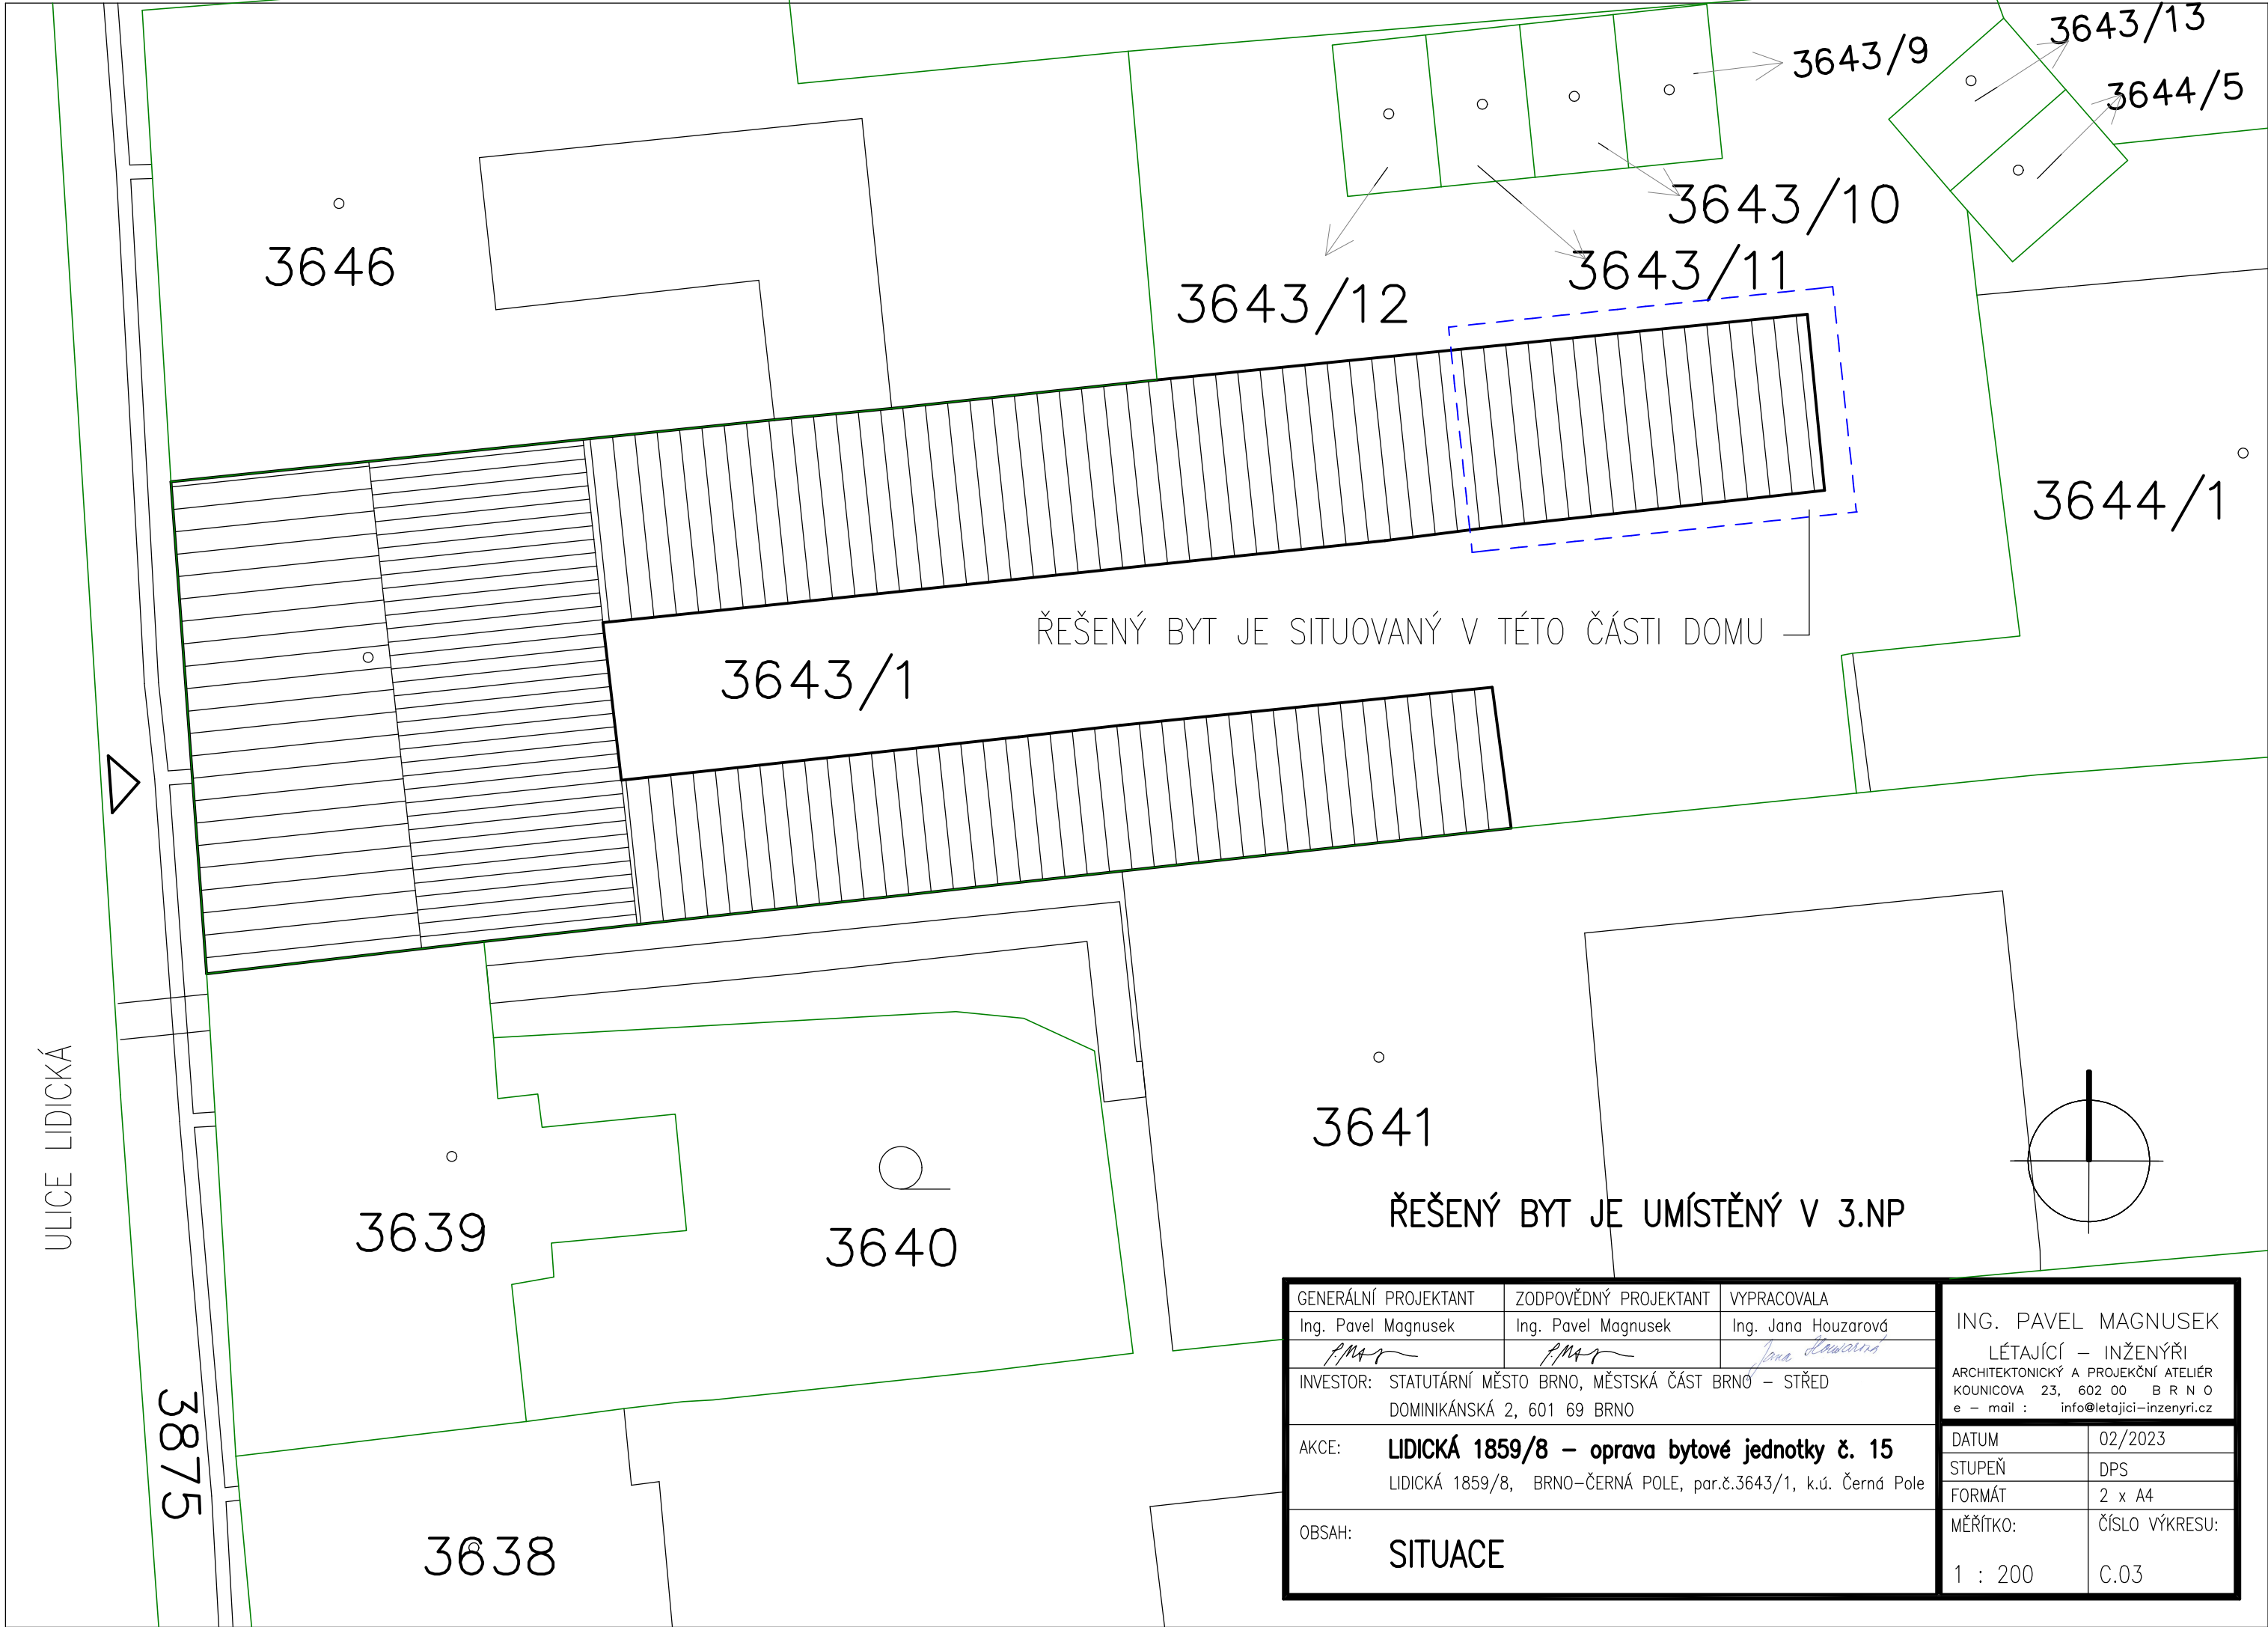 3643/13
3643/9
3644/5
3643/10
3646
3643/11
3643/12
3644/1
ŘEŠENÝ BYT JE SITUOVANÝ V TÉTO ČÁSTI DOMU
3643/1
ULICE LIDICKÁ
3641
ŘEŠENÝ BYT JE UMÍSTĚNÝ V 3.NP
3639
3640
3875
3638
GENERÁLNÍ PROJEKTANT
ZODPOVĚDNÝ PROJEKTANT
VYPRACOVALA
Ing. Pavel Magnusek
Ing. Pavel Magnusek
Ing. Jana Houzarová
INVESTOR: STATUTÁRNÍ MĚSTO BRNO, MĚSTSKÁ ČÁST BRNO – STŘED
DOMINIKÁNSKÁ 2, 601 69 BRNO
AKCE: LIDICKÁ 1859/8 – oprava bytové jednotky č. 15
LIDICKÁ 1859/8, BRNO–ČERNÁ POLE, par.č.3643/1, k.ú. Černá Pole
OBSAH: SITUACE
ING. PAVEL MAGNUSEK
LÉTAJÍCÍ – INŽENÝŘI
ARCHITEKTONICKÝ A PROJEKČNÍ ATELIÉR
KOUNICOVA 23, 602 00 B R N O
e – mail : info@letajici–inzenyri.cz
DATUM 02/2023
STUPEŇ DPS
FORMÁT 2 x A4
MĚŘÍTKO: ČÍSLO VÝKRESU:
1 : 200 C.03